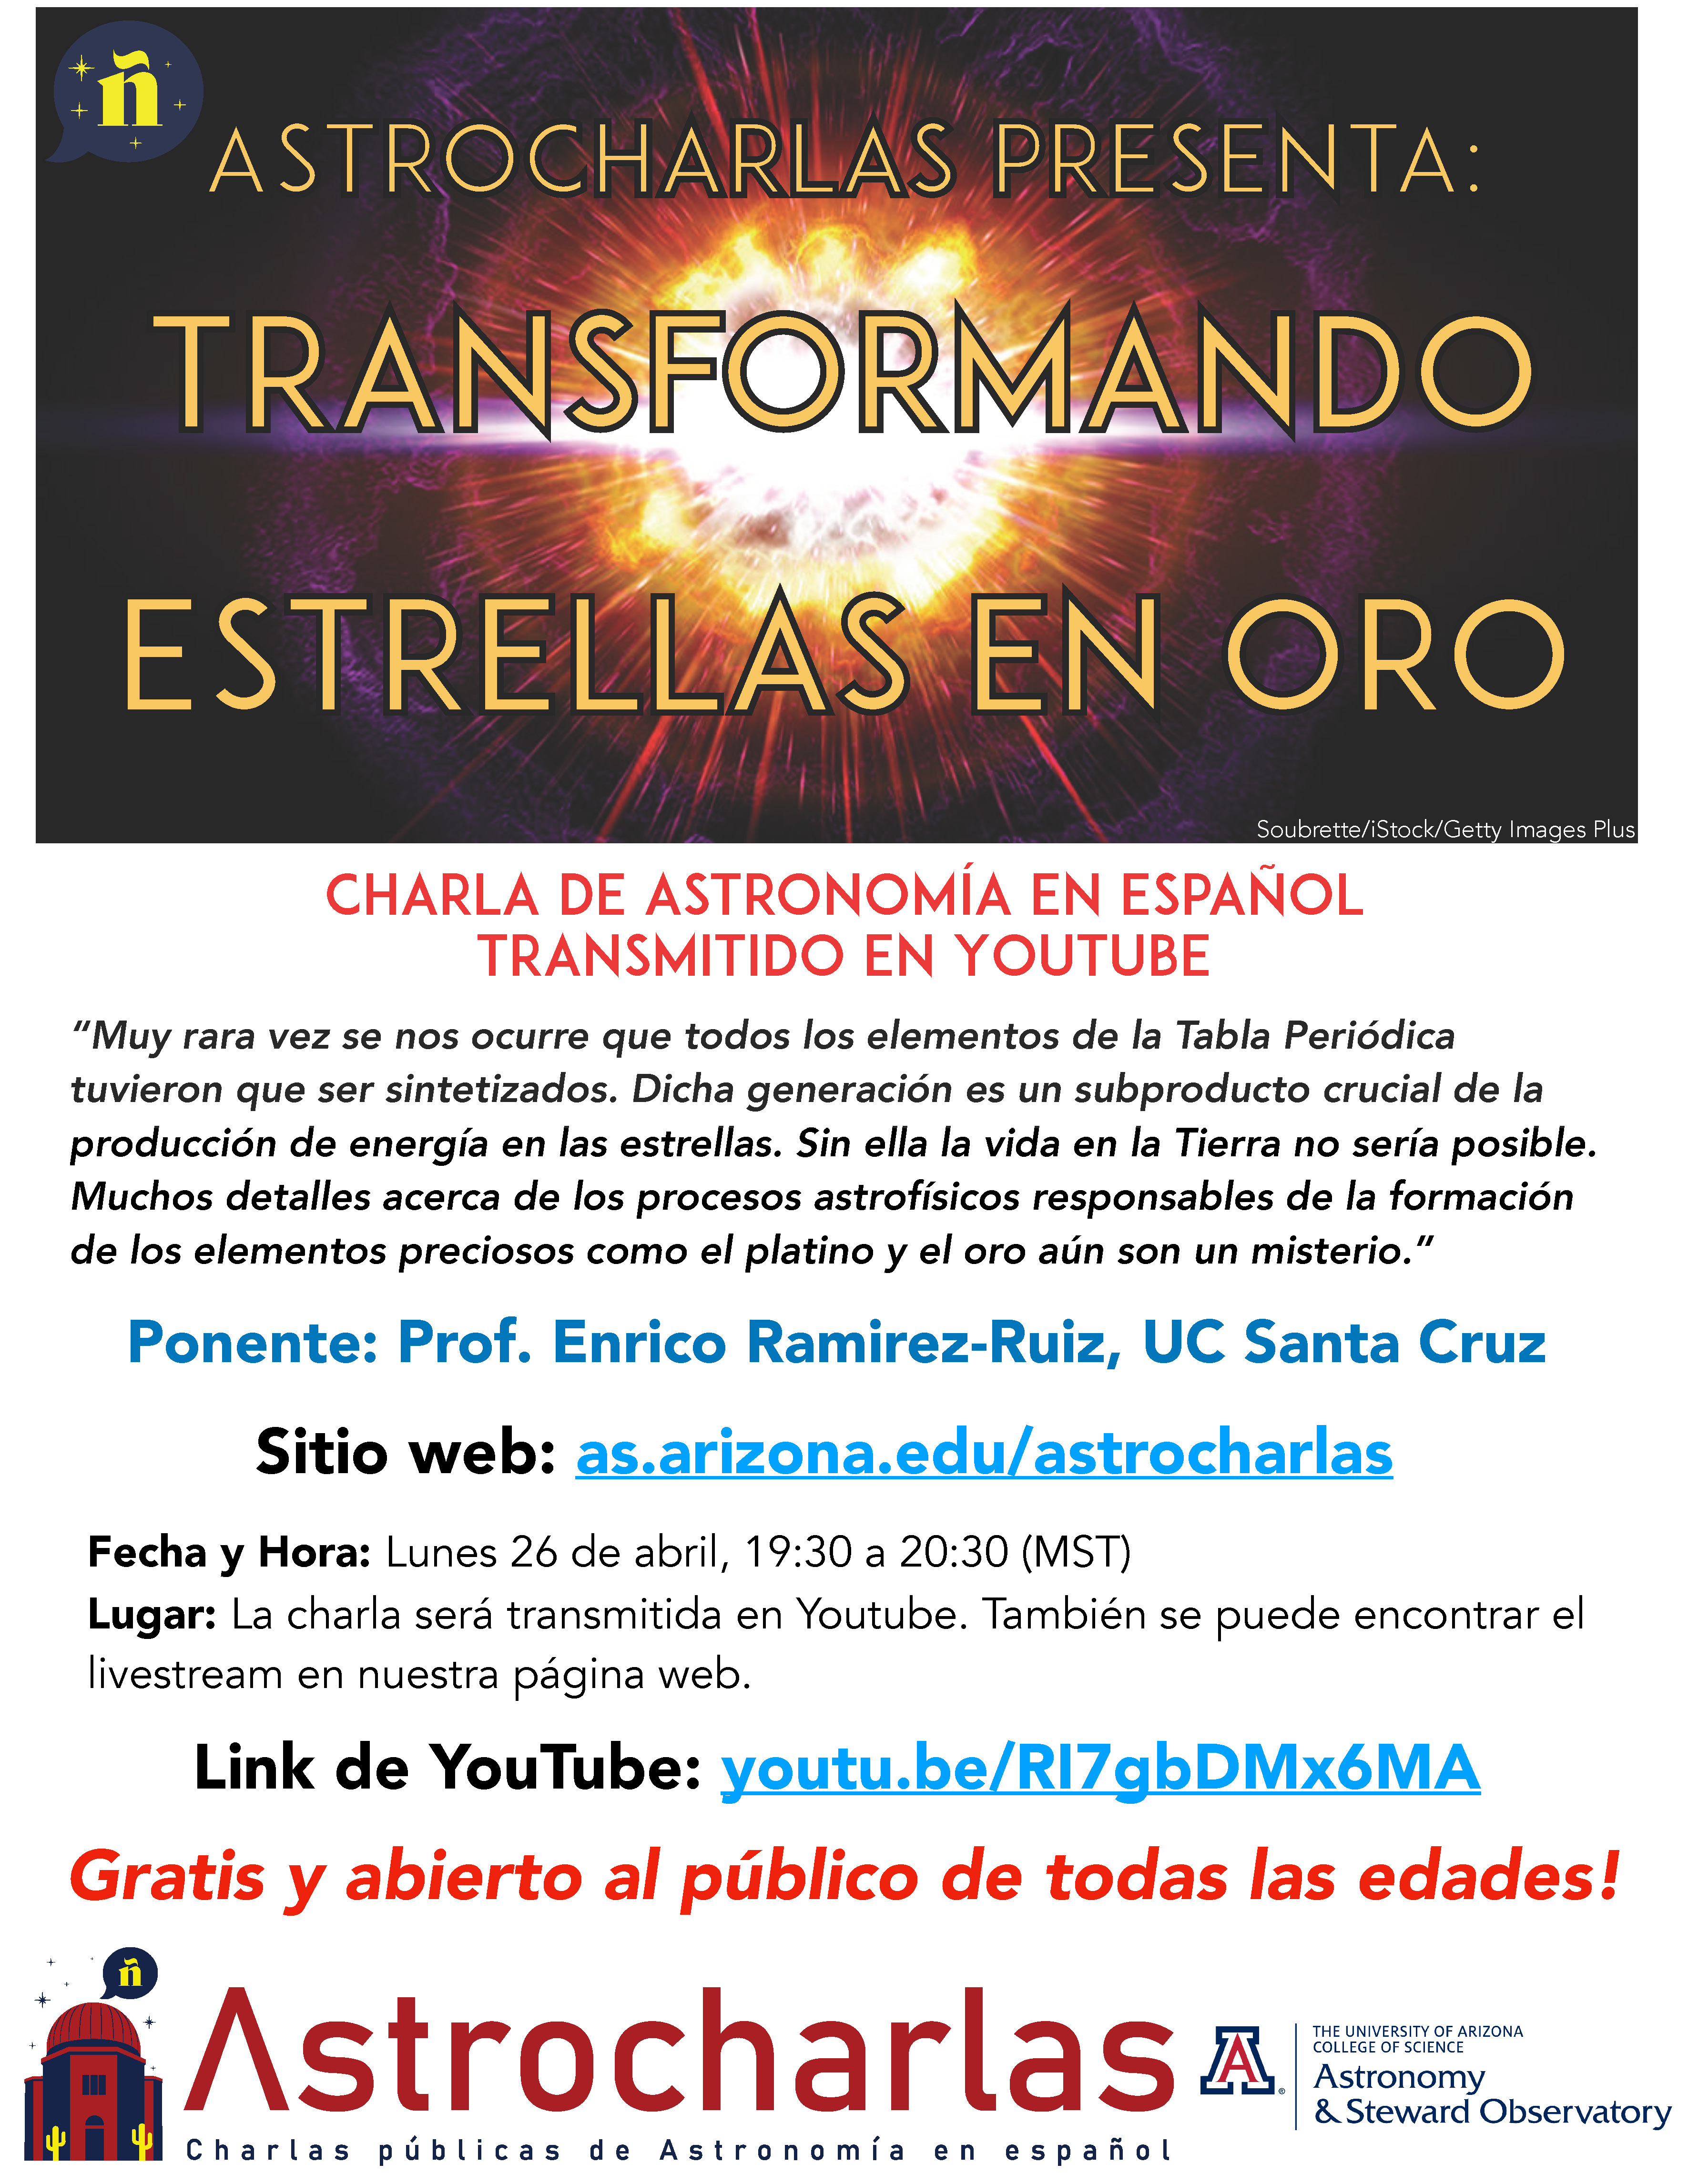 ñ
ASTROCHARLAS PRESENTA:
TRANSFORMANDO
ESTRELLAS EN ORO
Soubrette/iStock/Getty Images Plus
CHARLA DE ASTRONOMÍA EN ESPAÑOL
TRANSMITIDO EN YOUTUBE
“Muy rara vez se nos ocurre que todos los elementos de la Tabla Periódica
tuvieron que ser sintetizados. Dicha generación es un subproducto crucial de la
producción de energía en las estrellas. Sin ella la vida en la Tierra no sería posible.
Muchos detalles acerca de los procesos astrofísicos responsables de la formación
de los elementos preciosos como el platino y el oro aún son un misterio.”
Ponente: Prof. Enrico Ramirez-Ruiz, UC Santa Cruz
Sitio web: as.arizona.edu/astrocharlas
Fecha y Hora: Lunes 26 de abril, 19:30 a 20:30 (MST)
Lugar: La charla será transmitida en Youtube. También se puede encontrar el
livestream en nuestra página web.
Link de YouTube: youtu.be/RI7gbDMx6MA
Gratis y abierto al público de todas las edades!
ñ
Astrocharlas
Charlas públicas de Astronomía en español
A®
THE UNIVERSITY OF ARIZONA
COLLEGE OF SCIENCE
Astronomy
& Steward Observatory